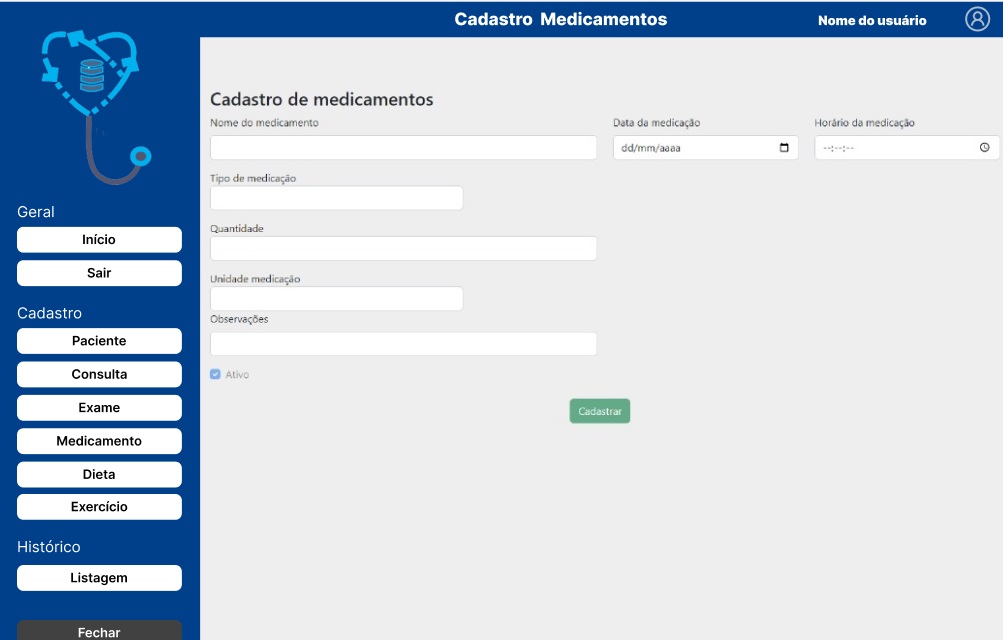 Cadastro Medicamentos
Nome do usuário
Geral
Início
Sair
Cadastro
Paciente
Consulta
Exame
Medicamento
Dieta
Exercício
Histórico
Listagem
Fechar
Cadastro de medicamentos
Nome do medicamento
Data da medicação
Horário da medicação
dd/mm/aaaa
--:--:--
Tipo de medicação
Quantidade
Unidade medicação
Observações
Ativo
Cadastrar